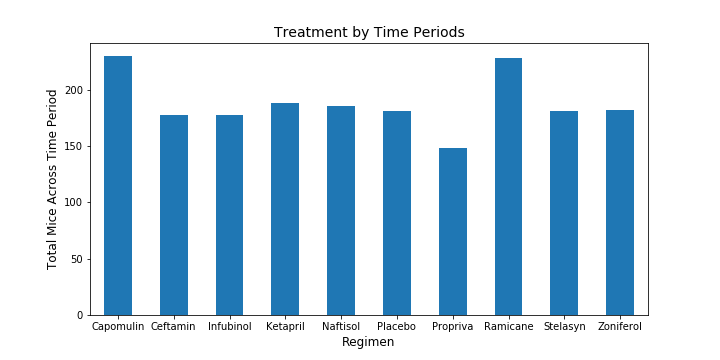 Treatment by Time Periods
Total Mice Across Time Period
200
150
100
50
0
Capomulin Ceftamin Infubinol Ketapril Naftisol Placebo Propriva Ramicane Stelasyn Zoniferol
Regimen